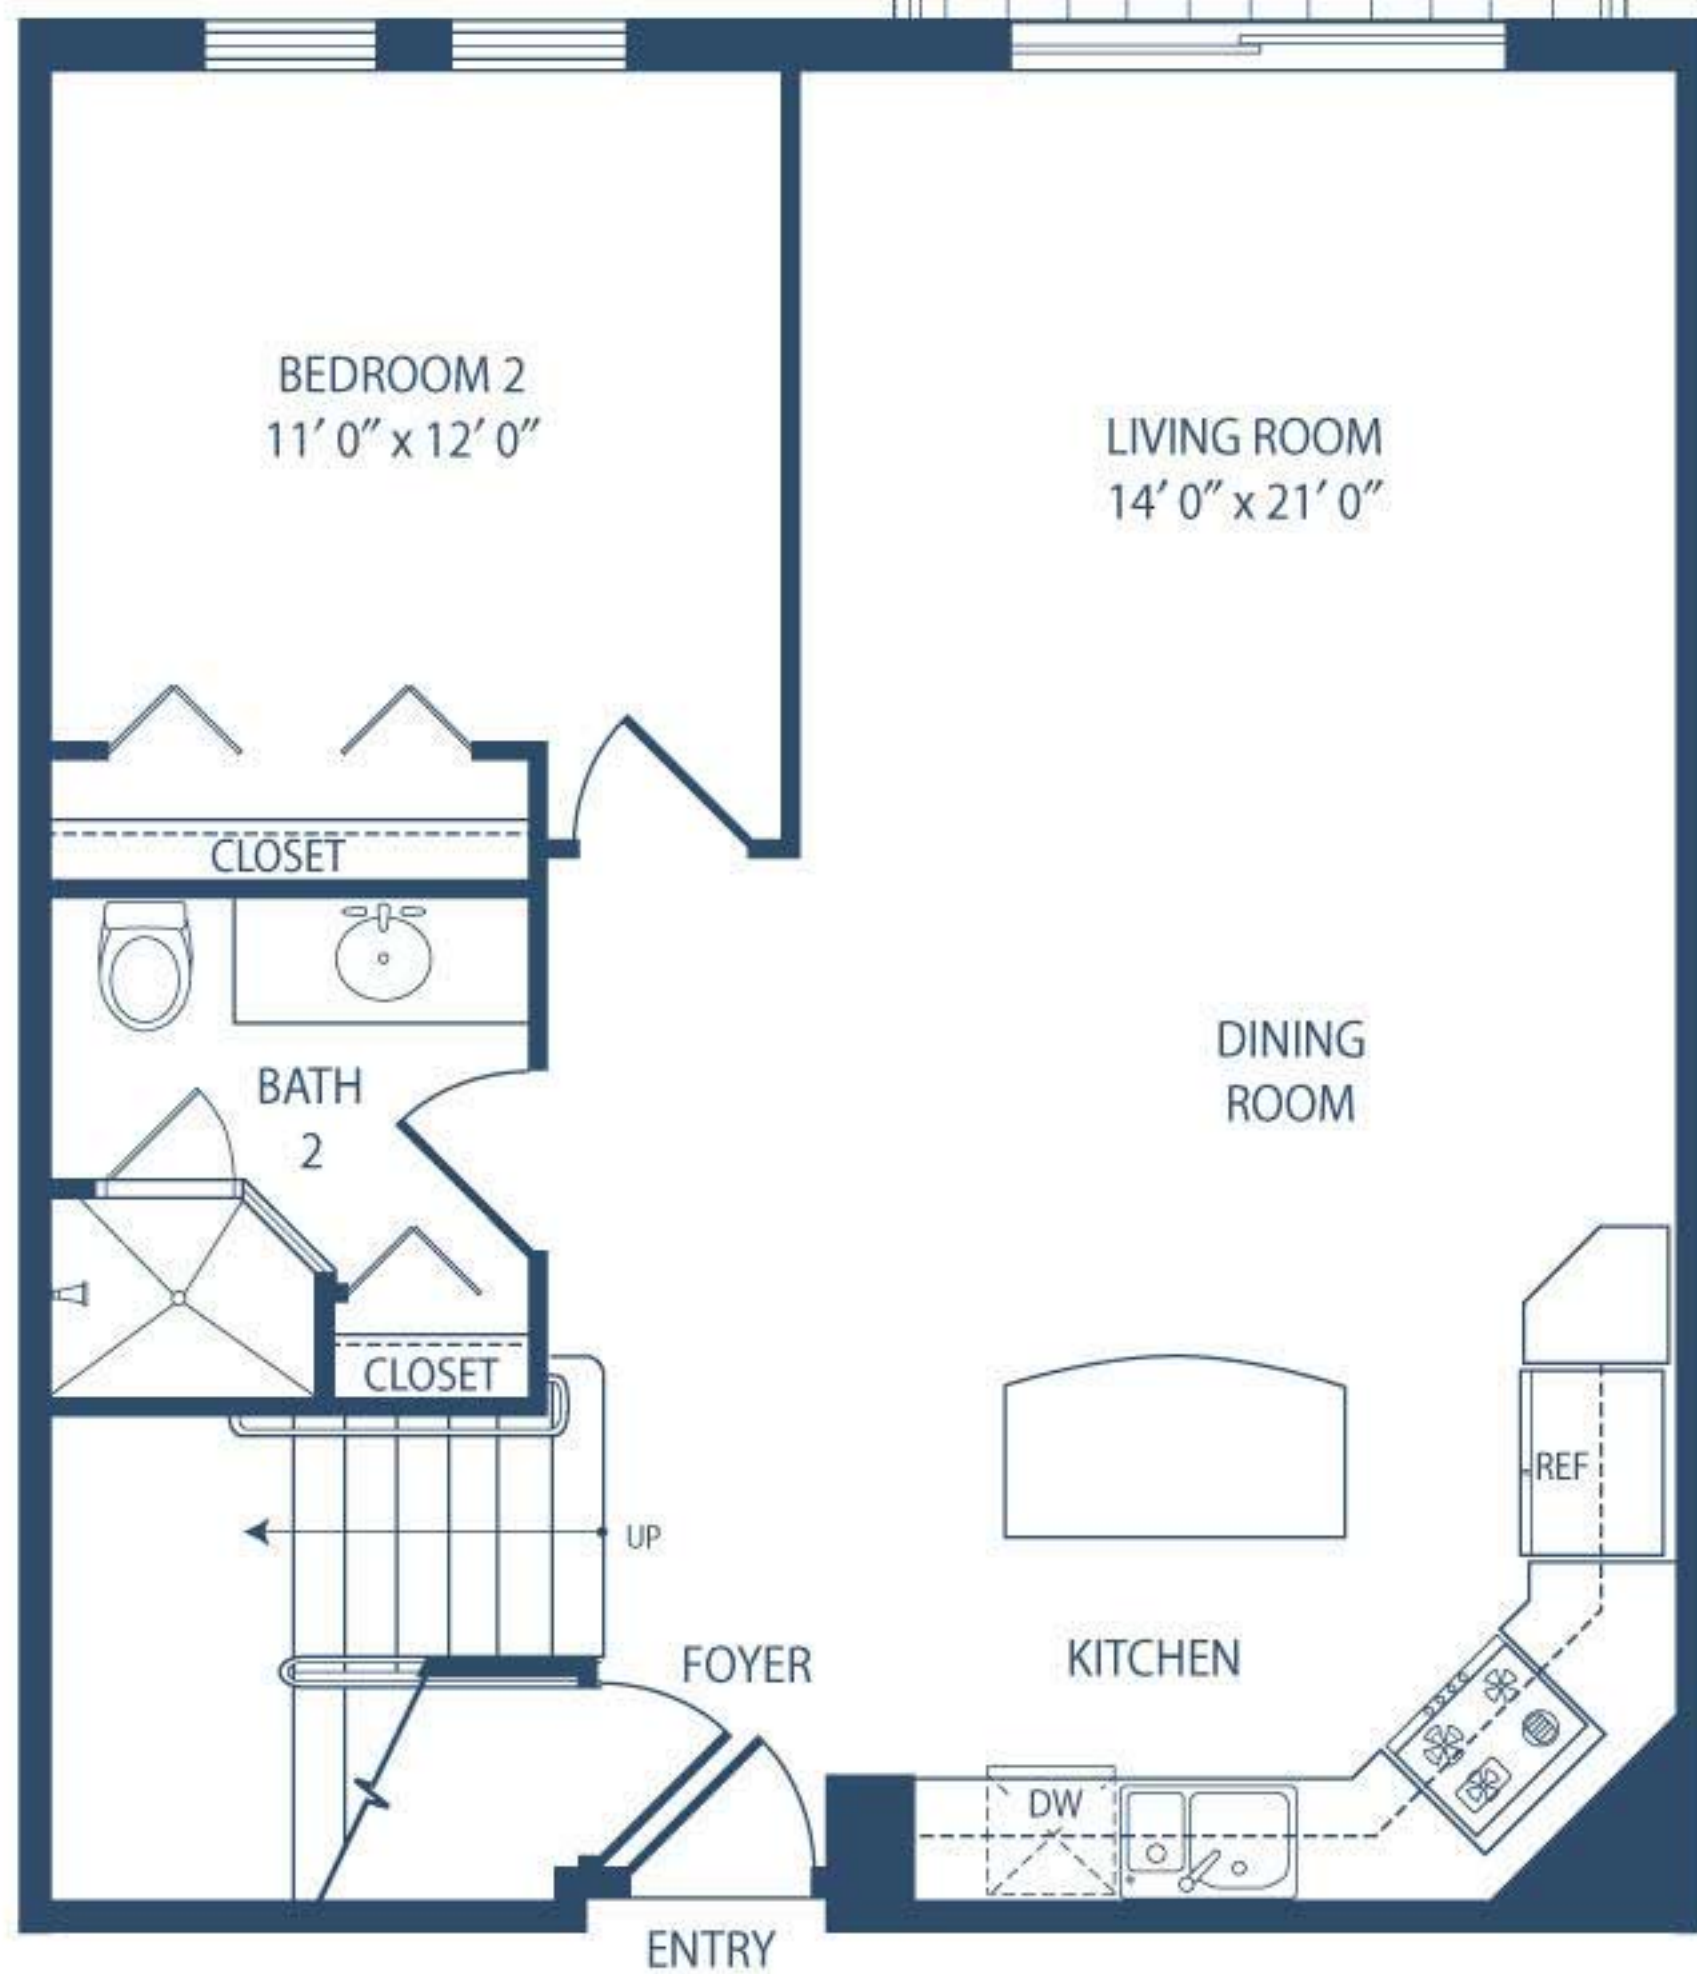 BEDROOM 2
11′ 0″ x 12′ 0″
LIVING ROOM
14′ 0″ x 21′ 0″
CLOSET
DINING
ROOM
BATH
2
CLOSET
REF
UP
FOYER
KITCHEN
DW
ENTRY